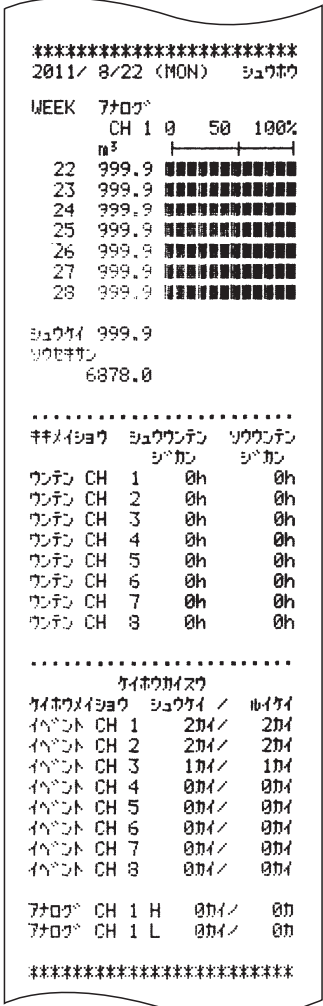 **************************
2011/ 8/22 (MON) シュウホウ
WEEK アナログ
CH 1 0 50 100%
m³
22 999.9
23 999.9
24 999.9
25 999.9
26 999.9
27 999.9
28 999.9
シュウケイ 999.9
ソウセキサン
6878.0
..........................
キキメイショウ シュウウンテン ソウウンテン
ジカン ジカン
ウンテン CH 1 0h 0h
ウンテン CH 2 0h 0h
ウンテン CH 3 0h 0h
ウンテン CH 4 0h 0h
ウンテン CH 5 0h 0h
ウンテン CH 6 0h 0h
ウンテン CH 7 0h 0h
ウンテン CH 8 0h 0h
..........................
ケイホウカイスウ
ケイホウメイショウ シュウケイ / ルイケイ
イベント CH 1 2カイ/ 2カイ
イベント CH 2 2カイ/ 2カイ
イベント CH 3 1カイ/ 1カイ
イベント CH 4 0カイ/ 0カイ
イベント CH 5 0カイ/ 0カイ
イベント CH 6 0カイ/ 0カイ
イベント CH 7 0カイ/ 0カイ
イベント CH 8 0カイ/ 0カイ
アナログ CH 1 H 0カイ/ 0カ
アナログ CH 1 L 0カイ/ 0カ
**************************